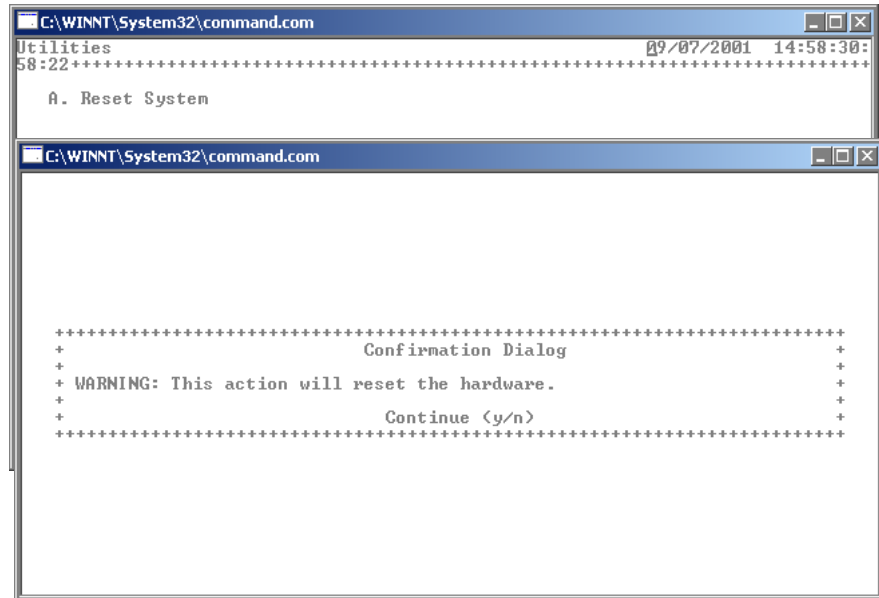 C:\WINNT\System32\command.com
Utilities 09/07/2001 14:58:30:
58:22+++++++++++++++++++++++++++++++++++++++++++++++++++++++++++++++++++++++++++
A. Reset System
C:\WINNT\System32\command.com
++++++++++++++++++++++++++++++++++++++++++++++++++++++++++++++++++++++++++
+ Confirmation Dialog +
+ +
+ WARNING: This action will reset the hardware. +
+ +
+ Continue (y/n) +
++++++++++++++++++++++++++++++++++++++++++++++++++++++++++++++++++++++++++